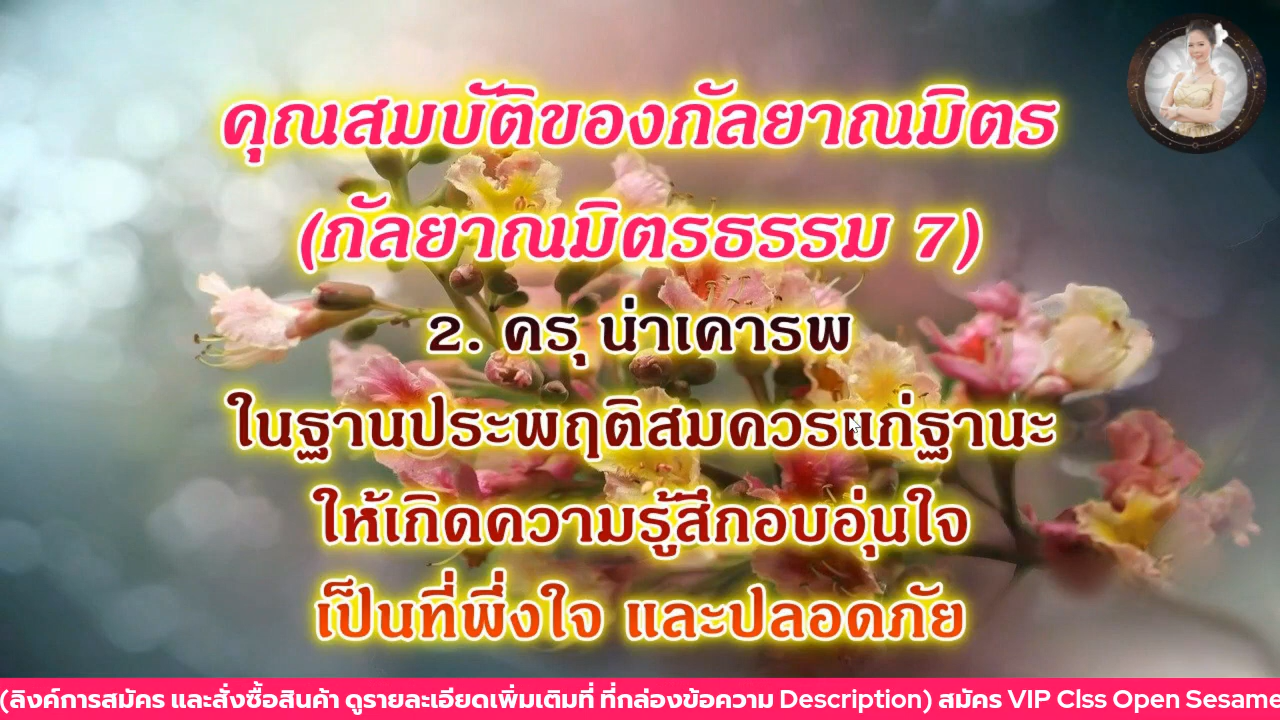 คุณสมบัติของกัลยาณมิตร
(กัลยาณมิตรธรรม 7)
2. ครุ น่าเคารพ
ในฐานประพฤติสมควรแก่ฐานะ
ให้เกิดความรู้สึกอบอุ่นใจ
เป็นที่พึ่งใจ และปลอดภัย
(ลิงค์การสมัคร และสั่งซื้อสินค้า ดูรายละเอียดเพิ่มเติมที่ ที่กล่องข้อความ Description) สมัคร VIP Clss Open Sesame